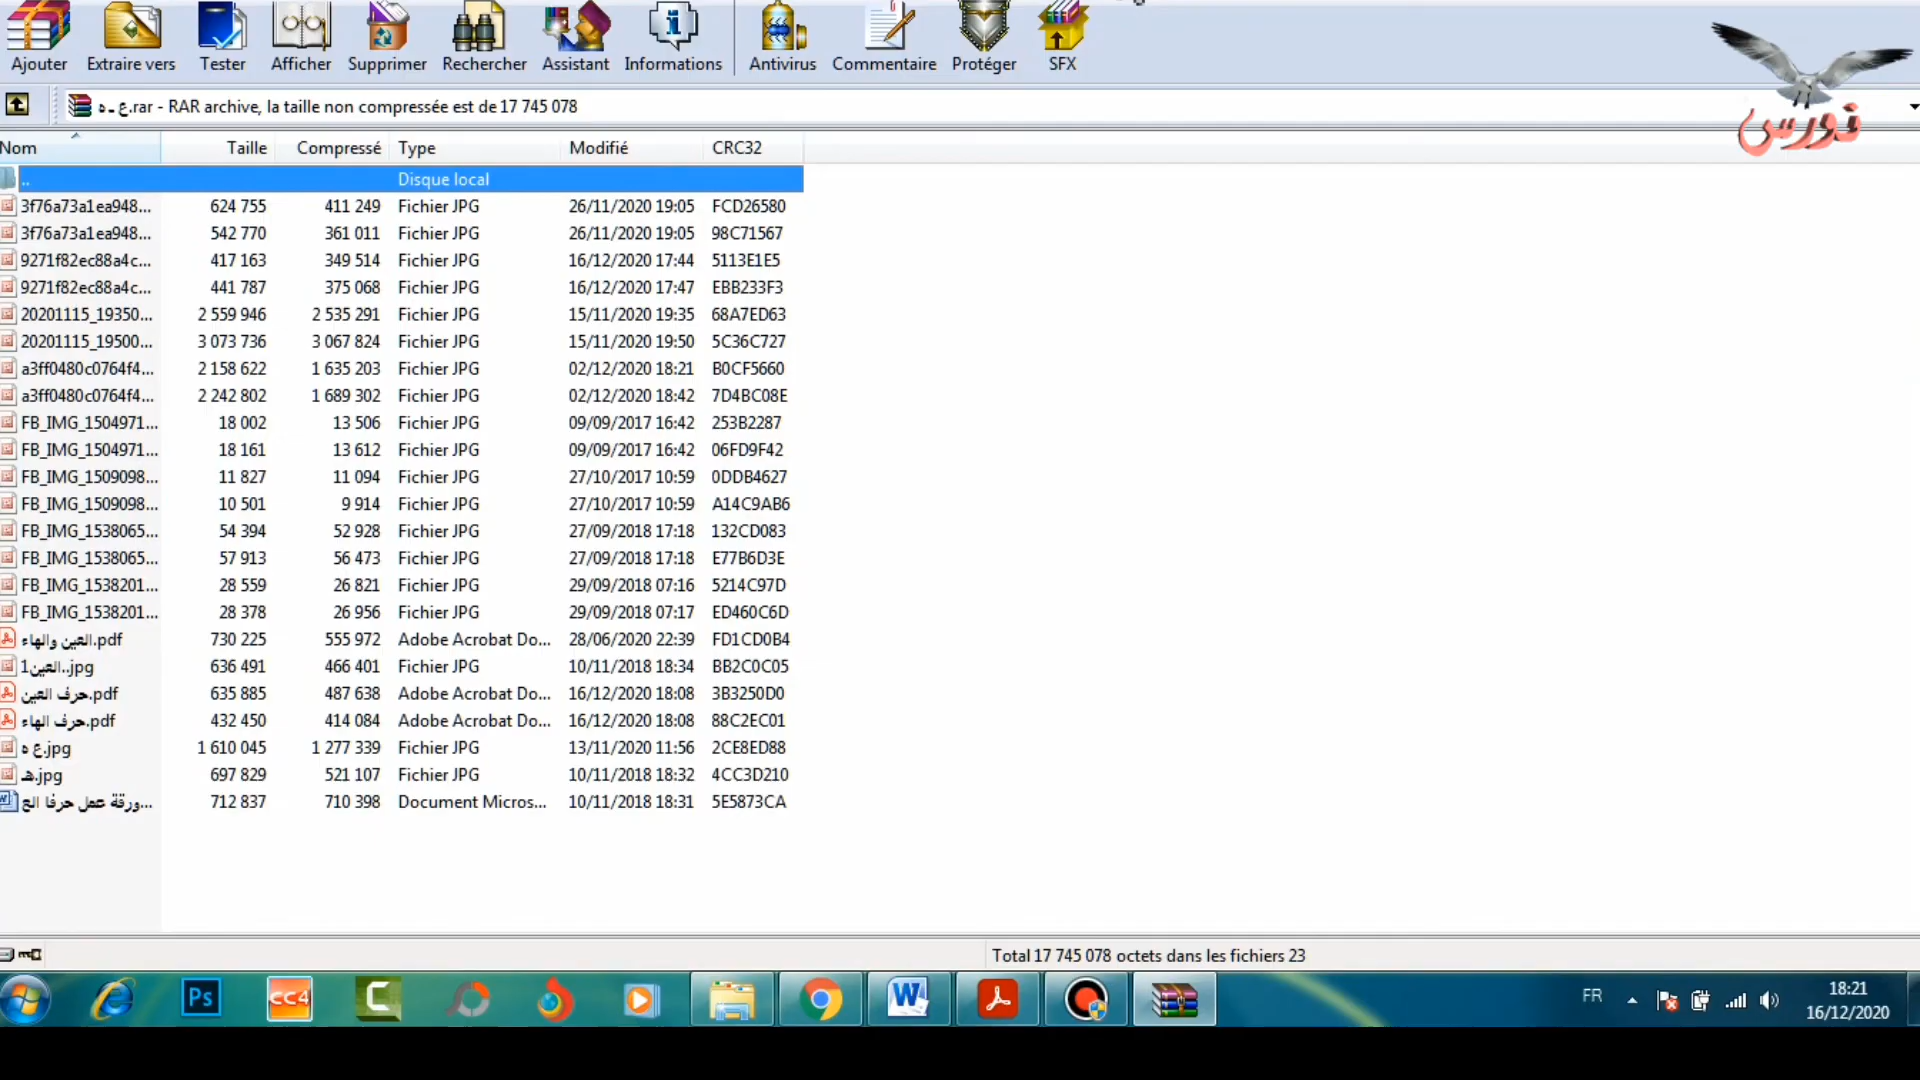 Ajouter Extraire vers Tester Afficher Supprimer Rechercher Assistant Informations Antivirus Commentaire Protéger SFX
ع - ه.rar - RAR archive, la taille non compressée est de 17 745 078
فورس
Nom Taille Compressé Type Modifié CRC32
.. Disque local
3f76a73a1ea948... 624 755 411 249 Fichier JPG 26/11/2020 19:05 FCD26580
3f76a73a1ea948... 542 770 361 011 Fichier JPG 26/11/2020 19:05 98C71567
9271f82ec88a4c... 417 163 349 514 Fichier JPG 16/12/2020 17:44 5113E1E5
9271f82ec88a4c... 441 787 375 068 Fichier JPG 16/12/2020 17:47 EBB233F3
20201115_19350... 2 559 946 2 535 291 Fichier JPG 15/11/2020 19:35 68A7ED63
20201115_19500... 3 073 736 3 067 824 Fichier JPG 15/11/2020 19:50 5C36C727
a3ff0480c0764f4... 2 158 622 1 635 203 Fichier JPG 02/12/2020 18:21 B0CF5660
a3ff0480c0764f4... 2 242 802 1 689 302 Fichier JPG 02/12/2020 18:42 7D4BC08E
FB_IMG_1504971... 18 002 13 506 Fichier JPG 09/09/2017 16:42 253B2287
FB_IMG_1504971... 18 161 13 612 Fichier JPG 09/09/2017 16:42 06FD9F42
FB_IMG_1509098... 11 827 11 094 Fichier JPG 27/10/2017 10:59 0DDB4627
FB_IMG_1509098... 10 501 9 914 Fichier JPG 27/10/2017 10:59 A14C9AB6
FB_IMG_1538065... 54 394 52 928 Fichier JPG 27/09/2018 17:18 132CD083
FB_IMG_1538065... 57 913 56 473 Fichier JPG 27/09/2018 17:18 E77B6D3E
FB_IMG_1538201... 28 559 26 821 Fichier JPG 29/09/2018 07:16 5214C97D
FB_IMG_1538201... 28 378 26 956 Fichier JPG 29/09/2018 07:17 ED460C6D
العين والهاء.pdf 730 225 555 972 Adobe Acrobat Do... 28/06/2020 22:39 FD1CD0B4
العين1..jpg 636 491 466 401 Fichier JPG 10/11/2018 18:34 BB2C0C05
حرف العين.pdf 635 885 487 638 Adobe Acrobat Do... 16/12/2020 18:08 3B3250D0
حرف الهاء.pdf 432 450 414 084 Adobe Acrobat Do... 16/12/2020 18:08 88C2EC01
ع ه.jpg 1 610 045 1 277 339 Fichier JPG 13/11/2020 11:56 2CE8ED88
هـ.jpg 697 829 521 107 Fichier JPG 10/11/2018 18:32 4CC3D210
ورقة عمل حرفا الع... 712 837 710 398 Document Micros... 10/11/2018 18:31 5E5873CA
Total 17 745 078 octets dans les fichiers 23
Ps CC4 C W FR 18:21
16/12/2020